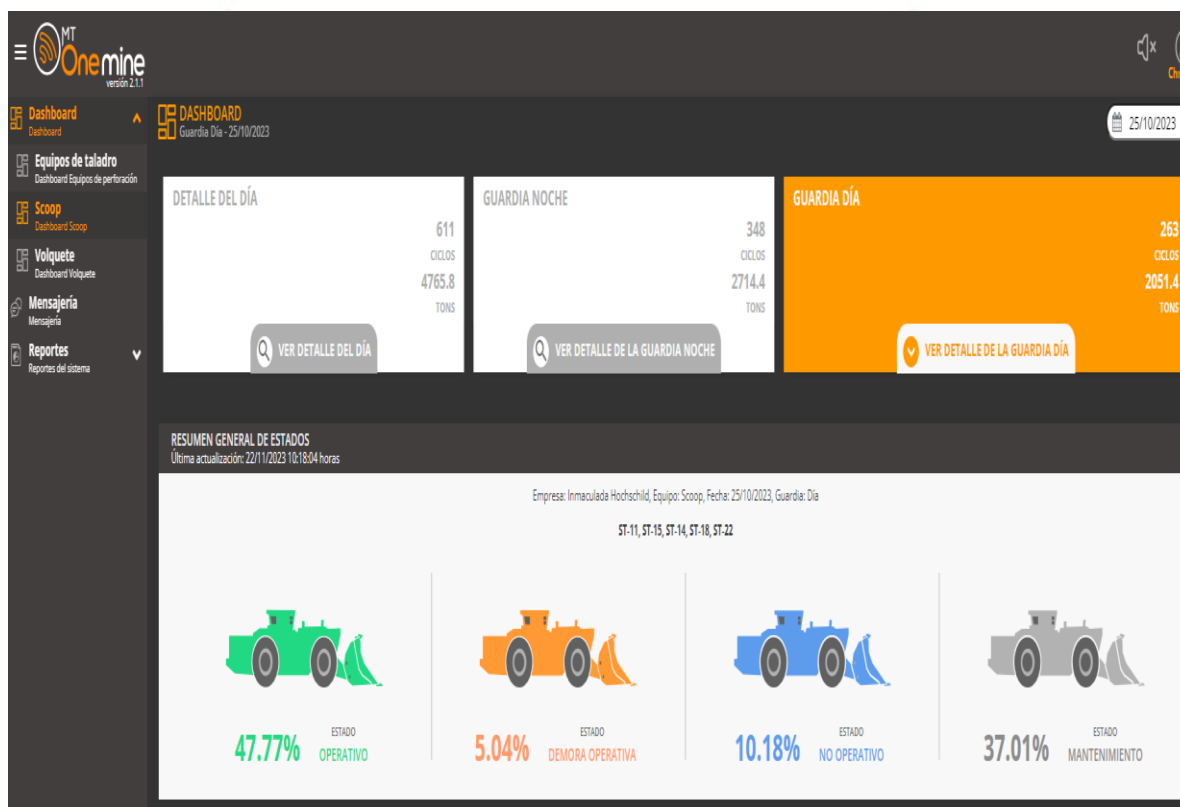 MT
Onemine
versión 2.1.1
Dashboard
Dashboard
Equipos de taladro
Dashboard Equipos de perforación
Scoop
Dashboard Scoop
Volquete
Dashboard Volquete
Mensajería
Mensajería
Reportes
Reportes del sistema
DASHBOARD
Guardia Día - 25/10/2023
25/10/2023
DETALLE DEL DÍA
611
CICLOS
4765.8
TONS
VER DETALLE DEL DÍA
GUARDIA NOCHE
348
CICLOS
2714.4
TONS
VER DETALLE DE LA GUARDIA NOCHE
GUARDIA DÍA
263
CICLOS
2051.4
TONS
VER DETALLE DE LA GUARDIA DÍA
RESUMEN GENERAL DE ESTADOS
Última actualización: 22/11/2023 10:18:04 horas
Empresa: Inmaculada Hochschild, Equipo: Scoop, Fecha: 25/10/2023, Guardia: Día
ST-11, ST-15, ST-14, ST-18, ST-22
47.77%
ESTADO
OPERATIVO
5.04%
ESTADO
DEMORA OPERATIVA
10.18%
ESTADO
NO OPERATIVO
37.01%
ESTADO
MANTENIMIENTO